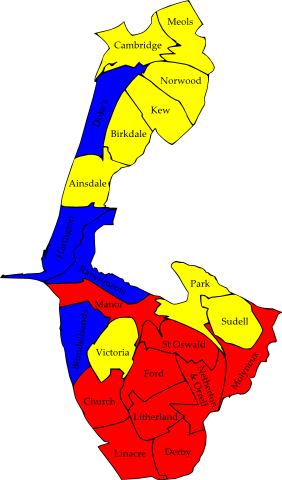 Meols
Cambridge
Norwood
Duke's
Kew
Birkdale
Ainsdale
Harington
Ravenmeols
Park
Manor
Sudell
Blundellsands
Victoria
St Oswald
Molyneux
Ford
Netherton
& Orrell
Church
Litherland
Linacre
Derby